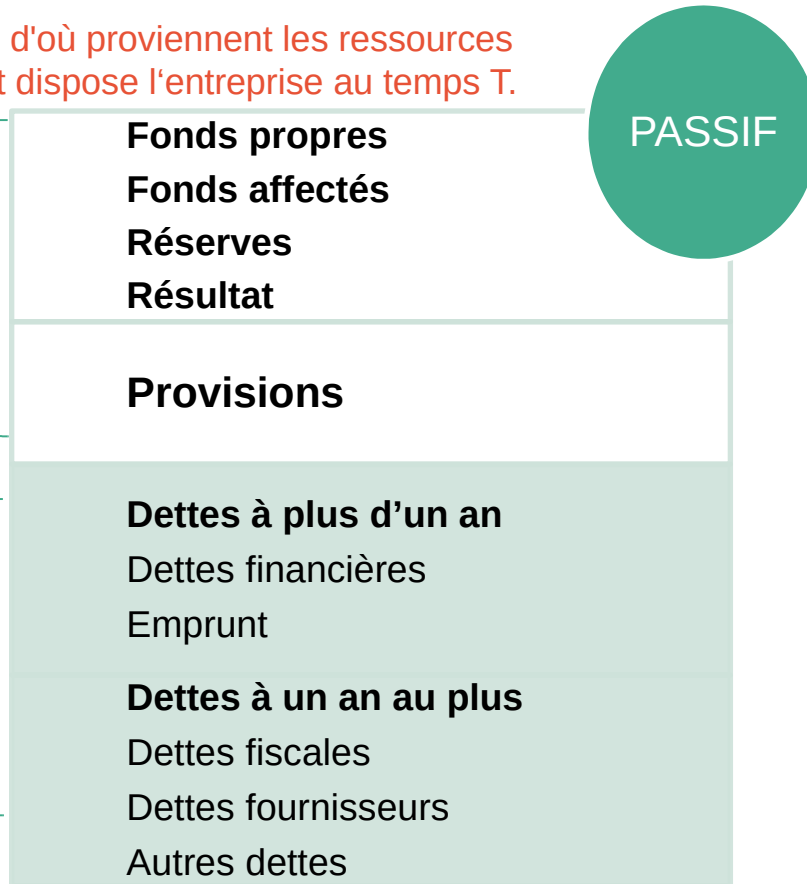 d'où proviennent les ressources
dispose l‘entreprise au temps T.
PASSIF
Fonds propres
Fonds affectés
Réserves
Résultat
Provisions
Dettes à plus d’un an
Dettes financières
Emprunt
Dettes à un an au plus
Dettes fiscales
Dettes fournisseurs
Autres dettes